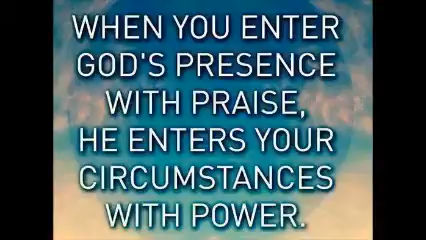 WHEN YOU ENTER
GOD'S PRESENCE
WITH PRAISE,
HE ENTERS YOUR
CIRCUMSTANCES
WITH POWER.